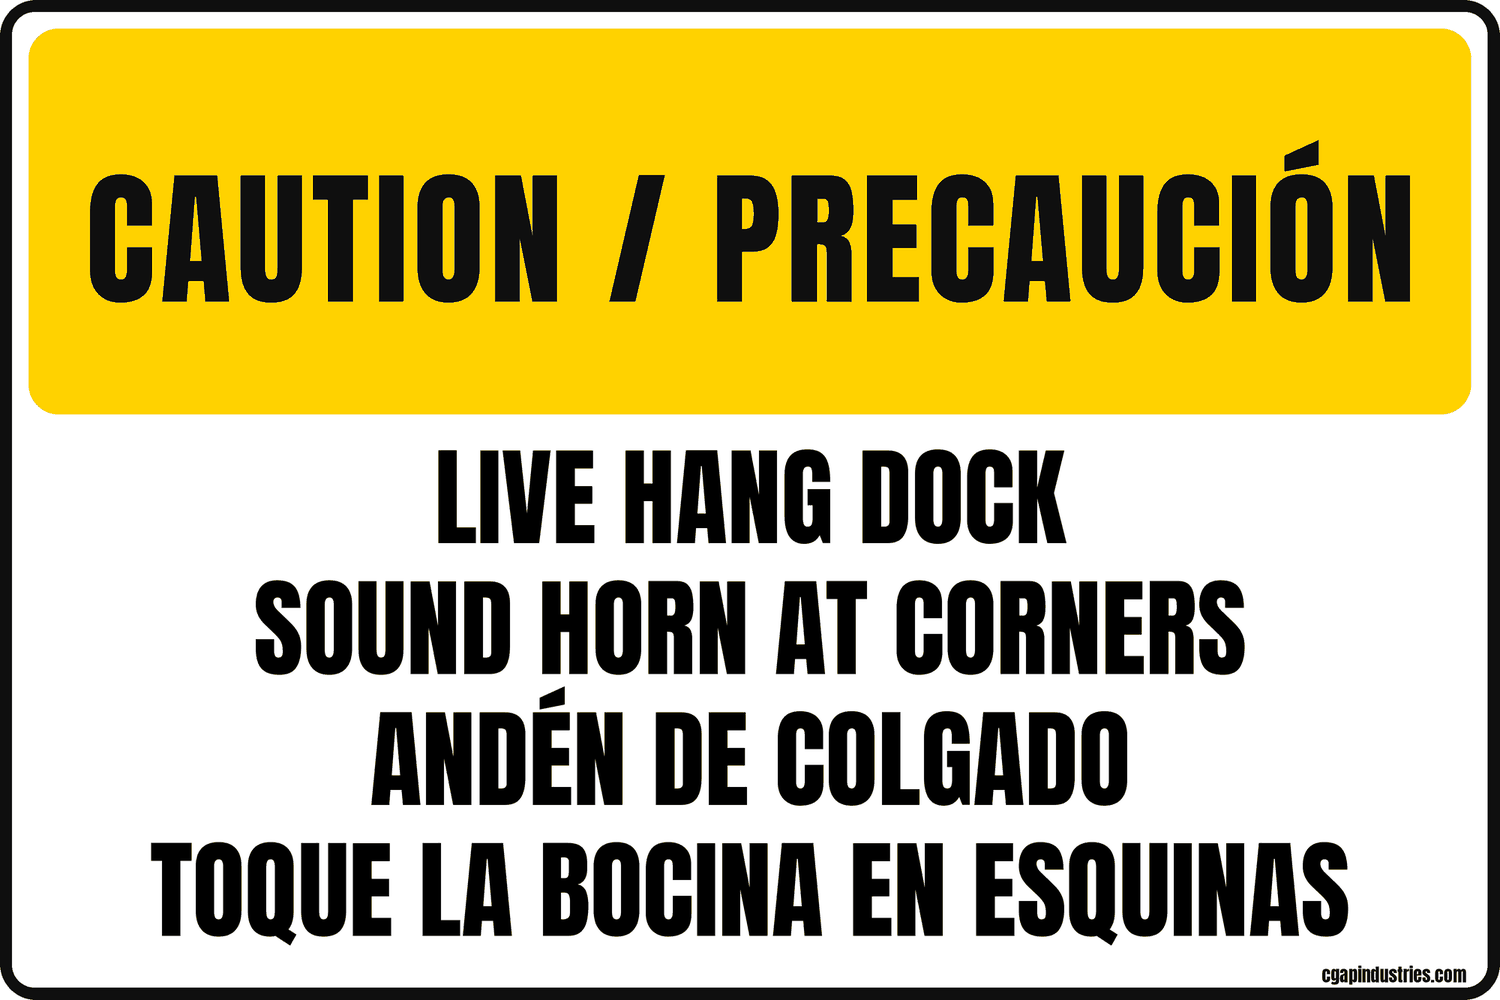 CAUTION / PRECAUCIÓN
LIVE HANG DOCK
SOUND HORN AT CORNERS
ANDÉN DE COLGADO
TOQUE LA BOCINA EN ESQUINAS
cgapindustries.com